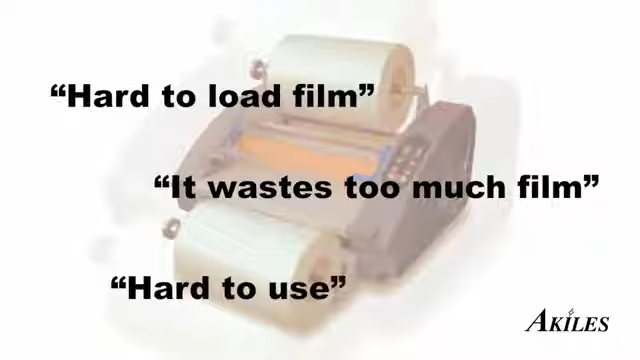 “Hard to load film”
“It wastes too much film”
“Hard to use”
AKILES